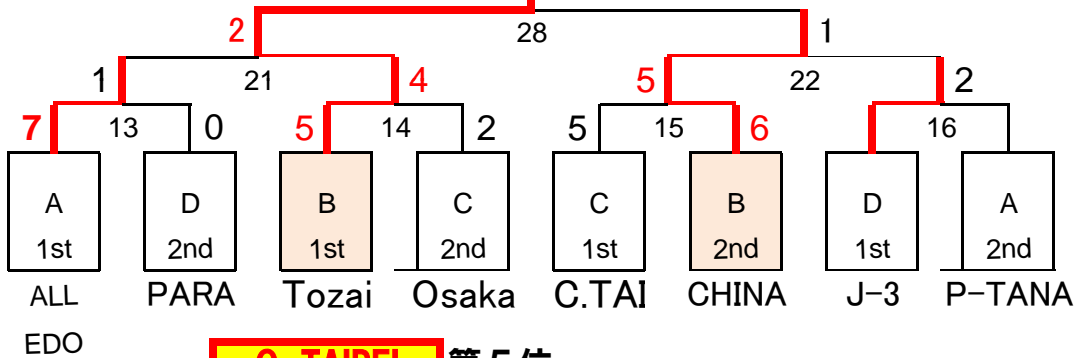 2 28 1
1 21 4 5 22 2
7 13 0 5 14 2 5 15 6 16
A D B C C B D A
1st 2nd 1st 2nd 1st 2nd 1st 2nd
ALL EDO PARA Tozai Osaka C.TAI CHINA J-3 P-TANA